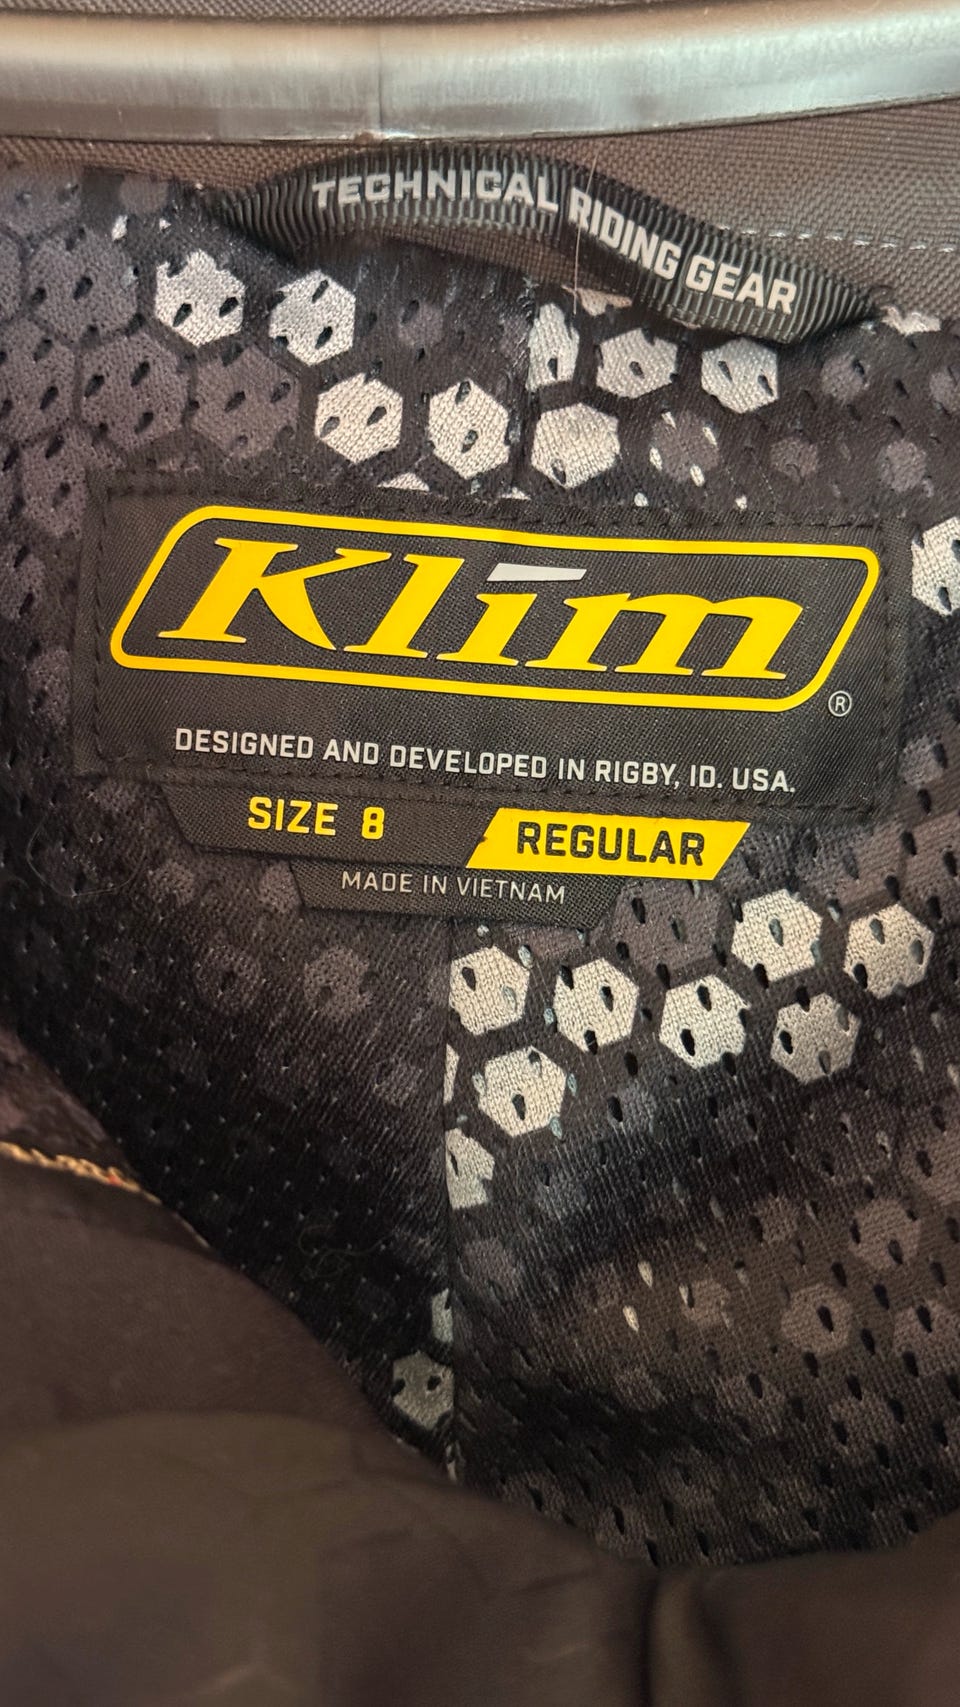 TECHNICAL RIDING GEAR
Klim®
DESIGNED AND DEVELOPED IN RIGBY, ID. USA.
SIZE 8 REGULAR
MADE IN VIETNAM